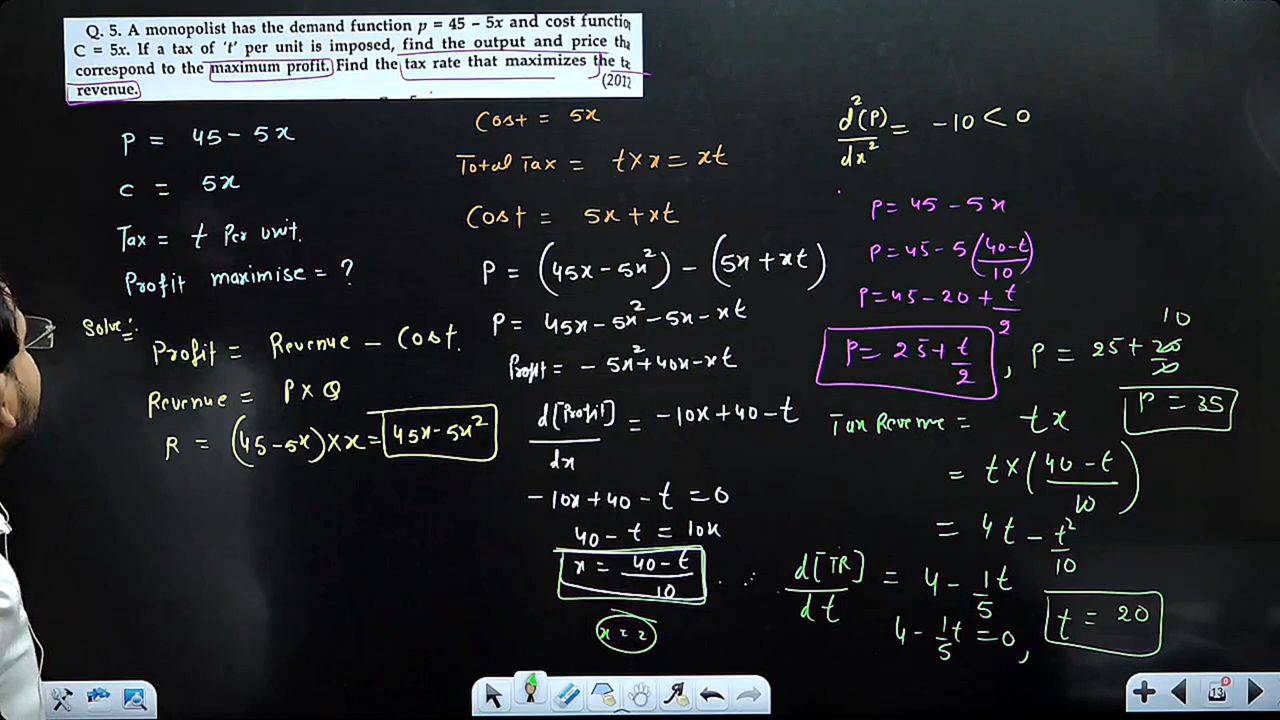 Q. 5. A monopolist has the demand function p = 45 – 5x and cost functio
C = 5x. If a tax of 't' per unit is imposed, find the output and price tha
correspond to the maximum profit. Find the tax rate that maximizes the ta
revenue. (2012
P = 45 - 5x
C = 5x
Tax = t Per unit.
Profit maximise = ?
Solve:
Profit = Revenue - Cost.
Revenue = P × Q
R = (45-5x) × x = 45x-5x²
Cost = 5x
Total Tax = t×x = xt
Cost = 5x + xt
P = (45x - 5x²) - (5x + xt)
P = 45x - 5x² - 5x - xt
Profit = - 5x² + 40x - xt
d[Profit]/dx = -10x + 40 - t
-10x + 40 - t = 0
40 - t = 10x
x = (40-t)/10
x = 2
d²(P)/dx² = -10 < 0
P = 45 - 5x
P = 45 - 5 (40-t/10)
P = 45 - 20 + t/2
P = 25 + t/2 , P = 25 + 20/2 10
P = 35
Tax Revenue = tx
= t × (40-t/10)
= 4t - t²/10
∴ d[TR]/dt = 4 - 1/5 t
4 - 1/5 t = 0, t = 20
13
0